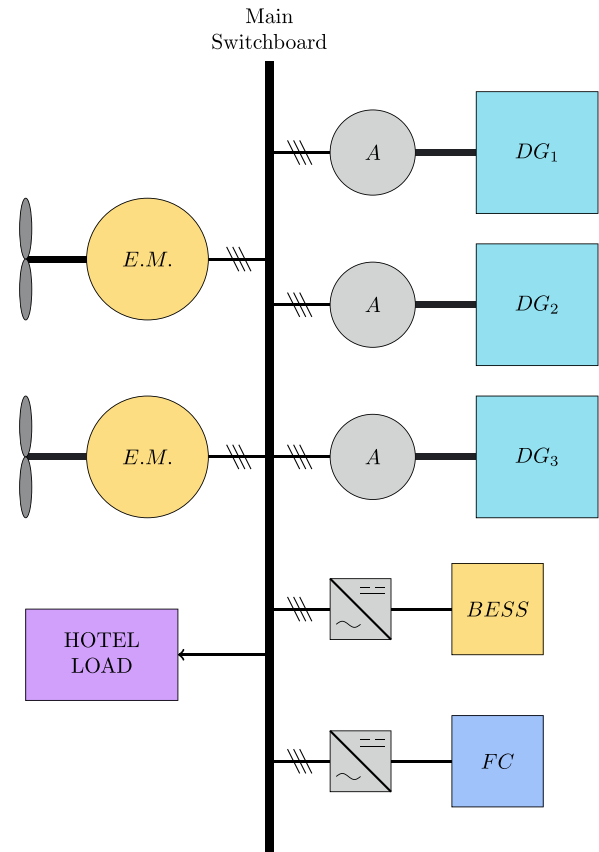 Main
Switchboard
A
DG₁
E.M.
A
DG₂
E.M.
A
DG₃
BESS
HOTEL
LOAD
FC